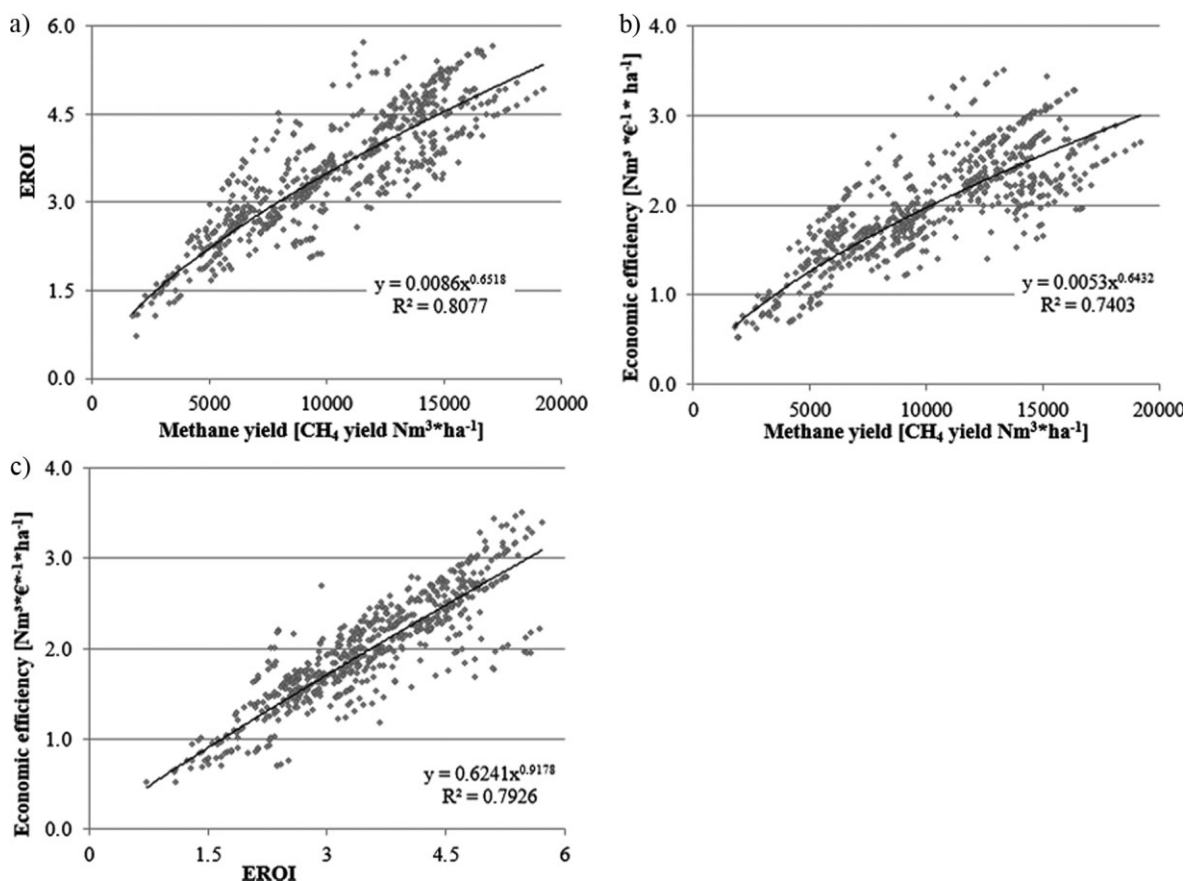 a)
6.0
4.5
3.0
1.5
0.0
EROI
y = 0.0086x^0.6518
R² = 0.8077
0 5000 10000 15000 20000
Methane yield [CH₄ yield Nm³*ha⁻¹]
b)
4.0
3.0
2.0
1.0
0.0
Economic efficiency [Nm³ *€⁻¹ * ha⁻¹]
y = 0.0053x^0.6432
R² = 0.7403
0 5000 10000 15000 20000
Methane yield [CH₄ yield Nm³*ha⁻¹]
c)
4.0
3.0
2.0
1.0
0.0
Economic efficiency [Nm³*€*⁻¹*ha⁻¹]
y = 0.6241x^0.9178
R² = 0.7926
0 1.5 3 4.5 6
EROI